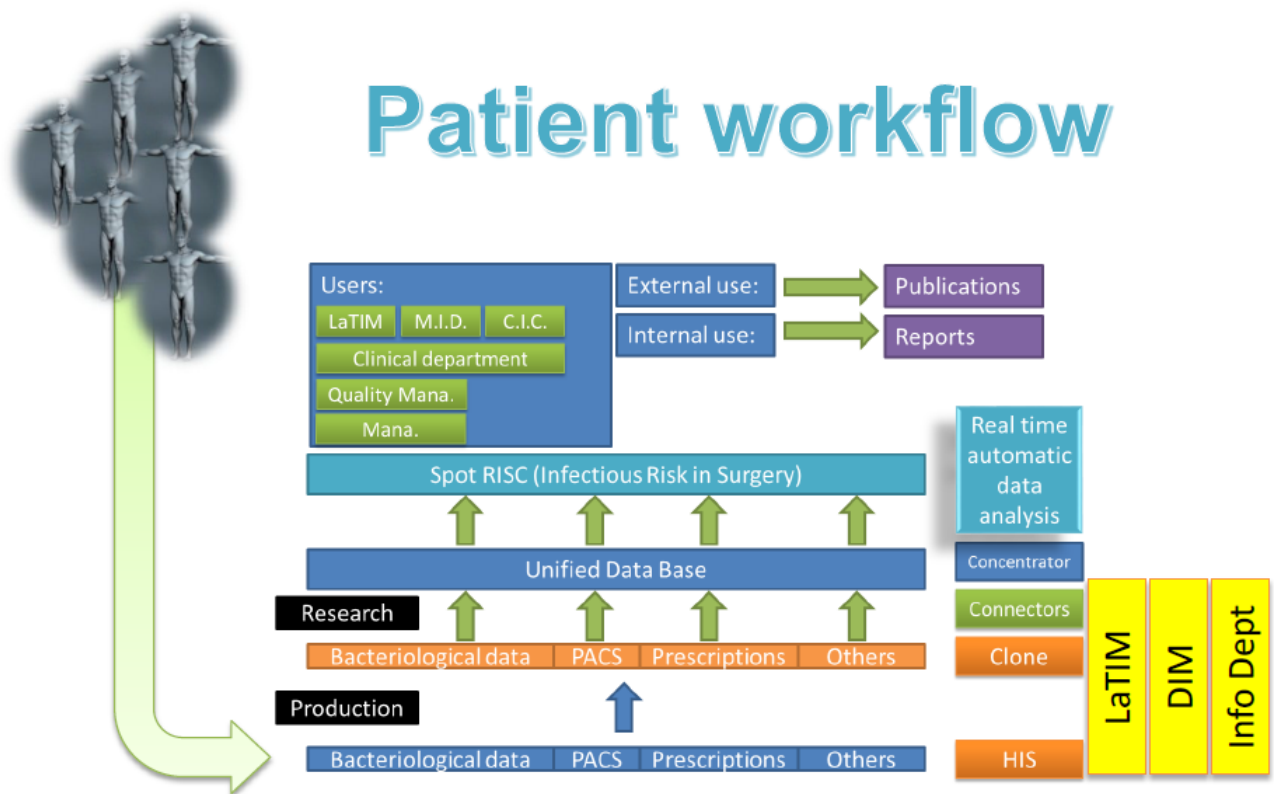 Patient workflow
Users:
LaTIM
M.I.D.
C.I.C.
Clinical department
Quality Mana.
Mana.
External use:
Publications
Internal use:
Reports
Real time
automatic
data
analysis
Spot RISC (Infectious Risk in Surgery)
Unified Data Base
Concentrator
Research
Connectors
Bacteriological data
PACS
Prescriptions
Others
Clone
Production
Bacteriological data
PACS
Prescriptions
Others
HIS
LaTIM
DIM
Info Dept